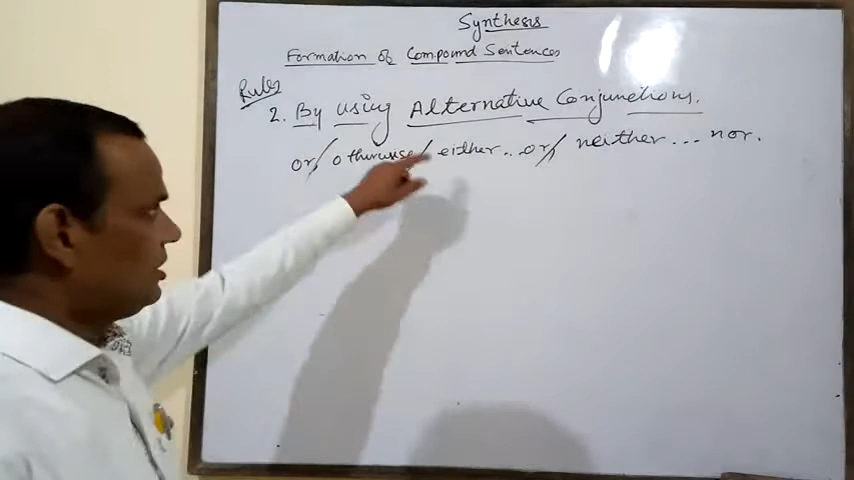 Synthesis
Formation of Compound Sentences
Rules
2. By using Alternative Conjunctions.
or/ otherwise/ either.. or/ neither... nor.